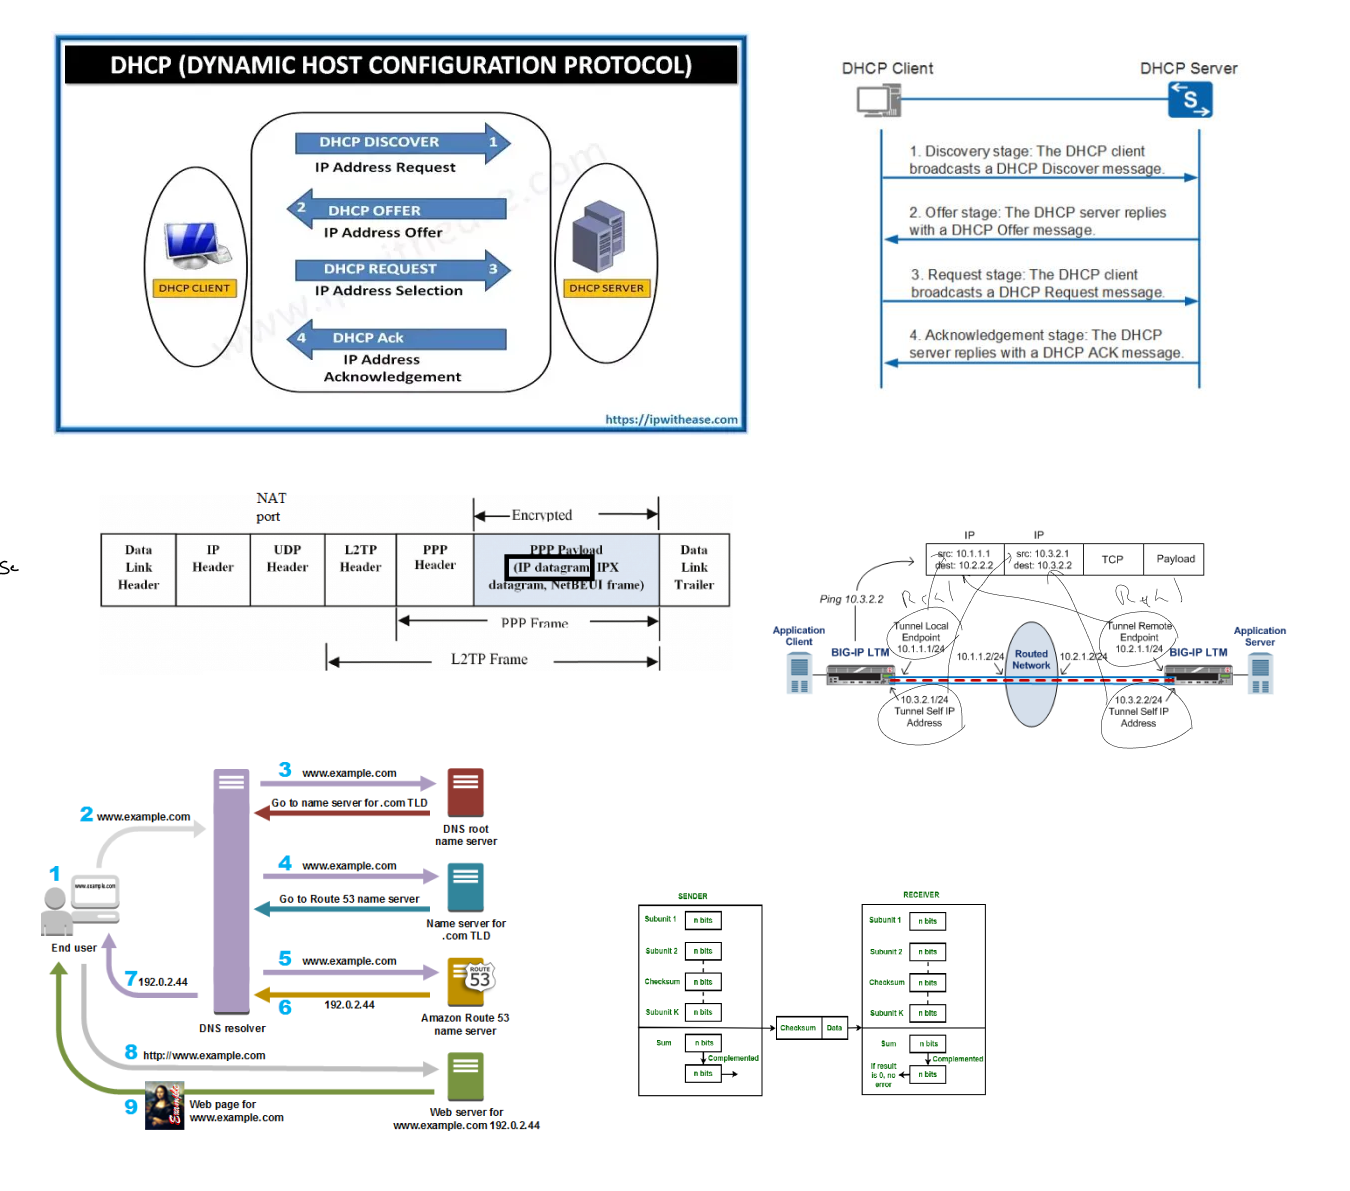 DHCP (DYNAMIC HOST CONFIGURATION PROTOCOL)
DHCP DISCOVER 1
IP Address Request
2 DHCP OFFER
IP Address Offer
DHCP REQUEST 3
IP Address Selection
4 DHCP Ack
IP Address
Acknowledgement
DHCP CLIENT
DHCP SERVER
www.ipwithease.com
https://ipwithease.com
DHCP Client
DHCP Server
S
1. Discovery stage: The DHCP client
broadcasts a DHCP Discover message.
2. Offer stage: The DHCP server replies
with a DHCP Offer message.
3. Request stage: The DHCP client
broadcasts a DHCP Request message.
4. Acknowledgement stage: The DHCP
server replies with a DHCP ACK message.
se
NAT
port
Encrypted
Data
Link
Header
IP
Header
UDP
Header
L2TP
Header
PPP
Header
PPP Payload
(IP datagram, IPX
datagram, NetBEUI frame)
Data
Link
Trailer
PPP Frame
L2TP Frame
IP
IP
src: 10.1.1.1
dest: 10.2.2.2
src: 10.3.2.1
dest: 10.3.2.2
TCP
Payload
Ping 10.3.2.2
Application
Client
BIG-IP LTM
Tunnel Local
Endpoint
10.1.1.1/24
10.1.1.2/24
Routed
Network
10.2.1.2/24
Tunnel Remote
Endpoint
10.2.1.1/24
BIG-IP LTM
Application
Server
10.3.2.1/24
Tunnel Self IP
Address
10.3.2.2/24
Tunnel Self IP
Address
1
www.example.com
End user
2 www.example.com
3 www.example.com
Go to name server for .com TLD
DNS root
name server
4 www.example.com
Go to Route 53 name server
Name server for
.com TLD
5 www.example.com
6 192.0.2.44
ROUTE
53
Amazon Route 53
name server
7 192.0.2.44
DNS resolver
8 http://www.example.com
9
Example
Web page for
www.example.com
Web server for
www.example.com 192.0.2.44
SENDER
Subunit 1 n bits
Subunit 2 n bits
Checksum n bits
Subunit K n bits
Sum n bits
Complemented
n bits
Checksum Data
RECEIVER
Subunit 1 n bits
Subunit 2 n bits
Checksum n bits
Subunit K n bits
Sum n bits
Complemented
n bits
If result
is 0, no
error